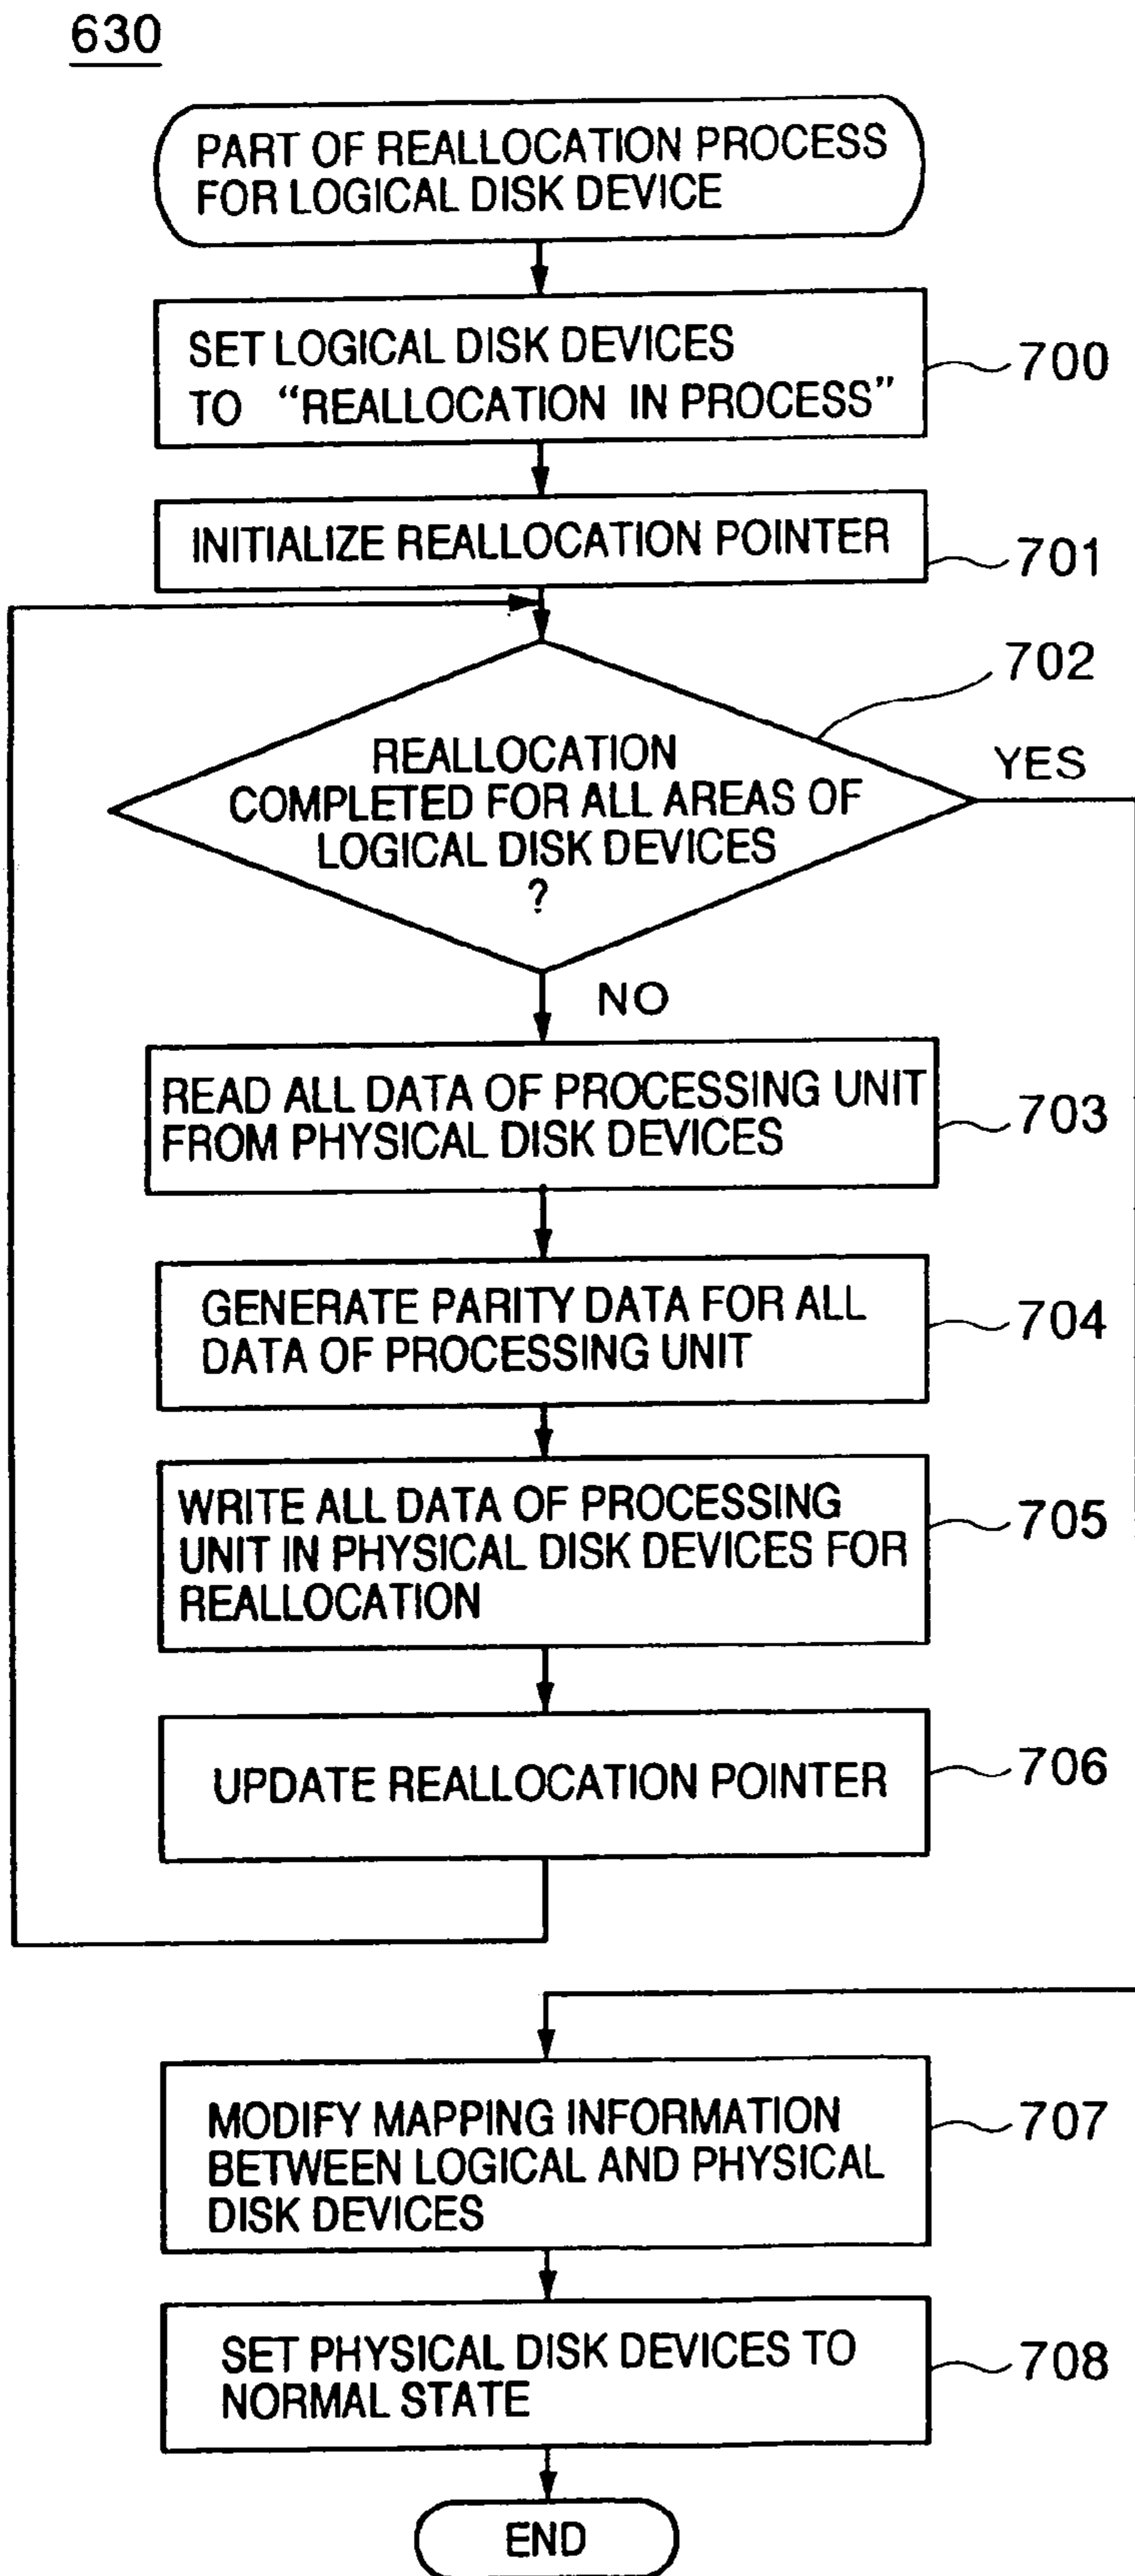 630
PART OF REALLOCATION PROCESS
FOR LOGICAL DISK DEVICE
SET LOGICAL DISK DEVICES
TO “REALLOCATION IN PROCESS”
700
INITIALIZE REALLOCATION POINTER
701
702
REALLOCATION
COMPLETED FOR ALL AREAS OF
LOGICAL DISK DEVICES
?
YES
NO
READ ALL DATA OF PROCESSING UNIT
FROM PHYSICAL DISK DEVICES
703
GENERATE PARITY DATA FOR ALL
DATA OF PROCESSING UNIT
704
WRITE ALL DATA OF PROCESSING
UNIT IN PHYSICAL DISK DEVICES FOR
REALLOCATION
705
UPDATE REALLOCATION POINTER
706
MODIFY MAPPING INFORMATION
BETWEEN LOGICAL AND PHYSICAL
DISK DEVICES
707
SET PHYSICAL DISK DEVICES TO
NORMAL STATE
708
END